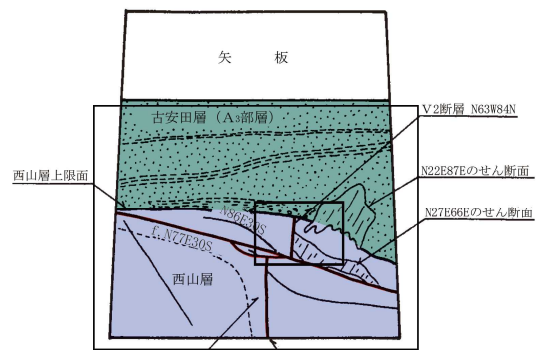 矢 板
古安田層（A3部層）
V2断層 N63W84N
N22E87Eのせん断面
西山層上限面
N27E66Eのせん断面
N86E39S
f. N77E20S
西山層